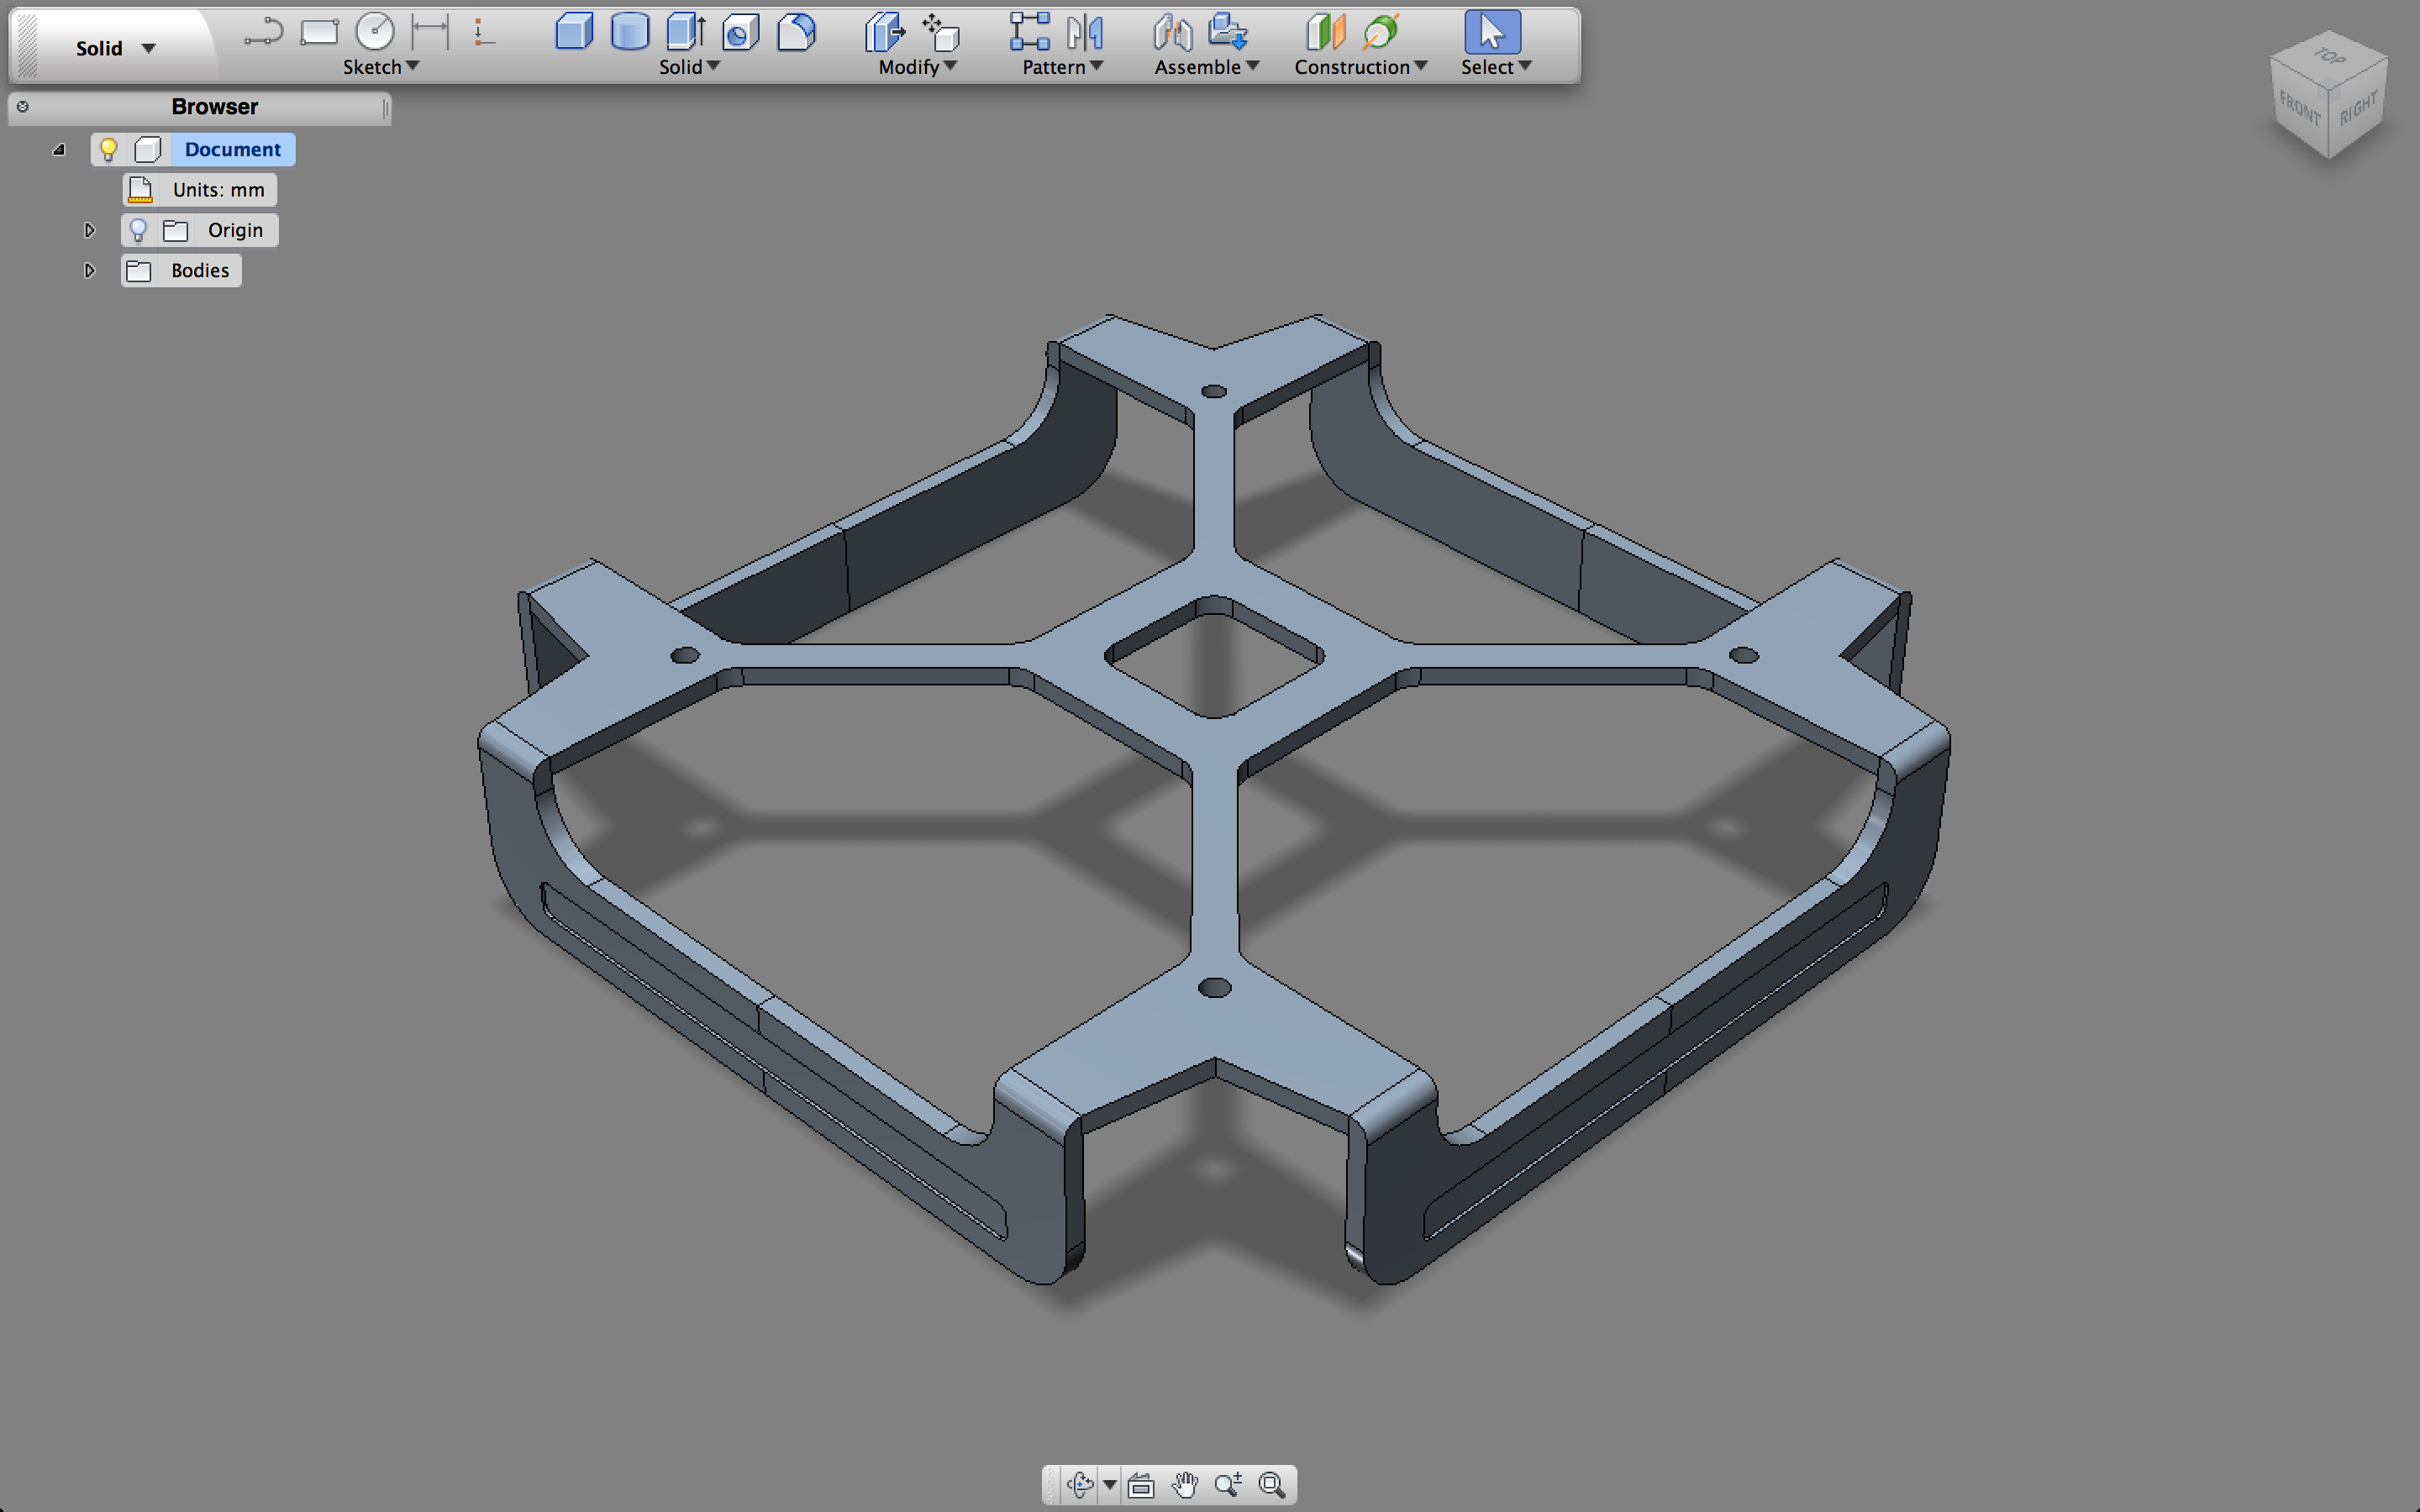 Solid
Sketch
Solid
Modify
Pattern
Assemble
Construction
Select
Browser
Document
Units: mm
Origin
Bodies
TOP
FRONT
RIGHT